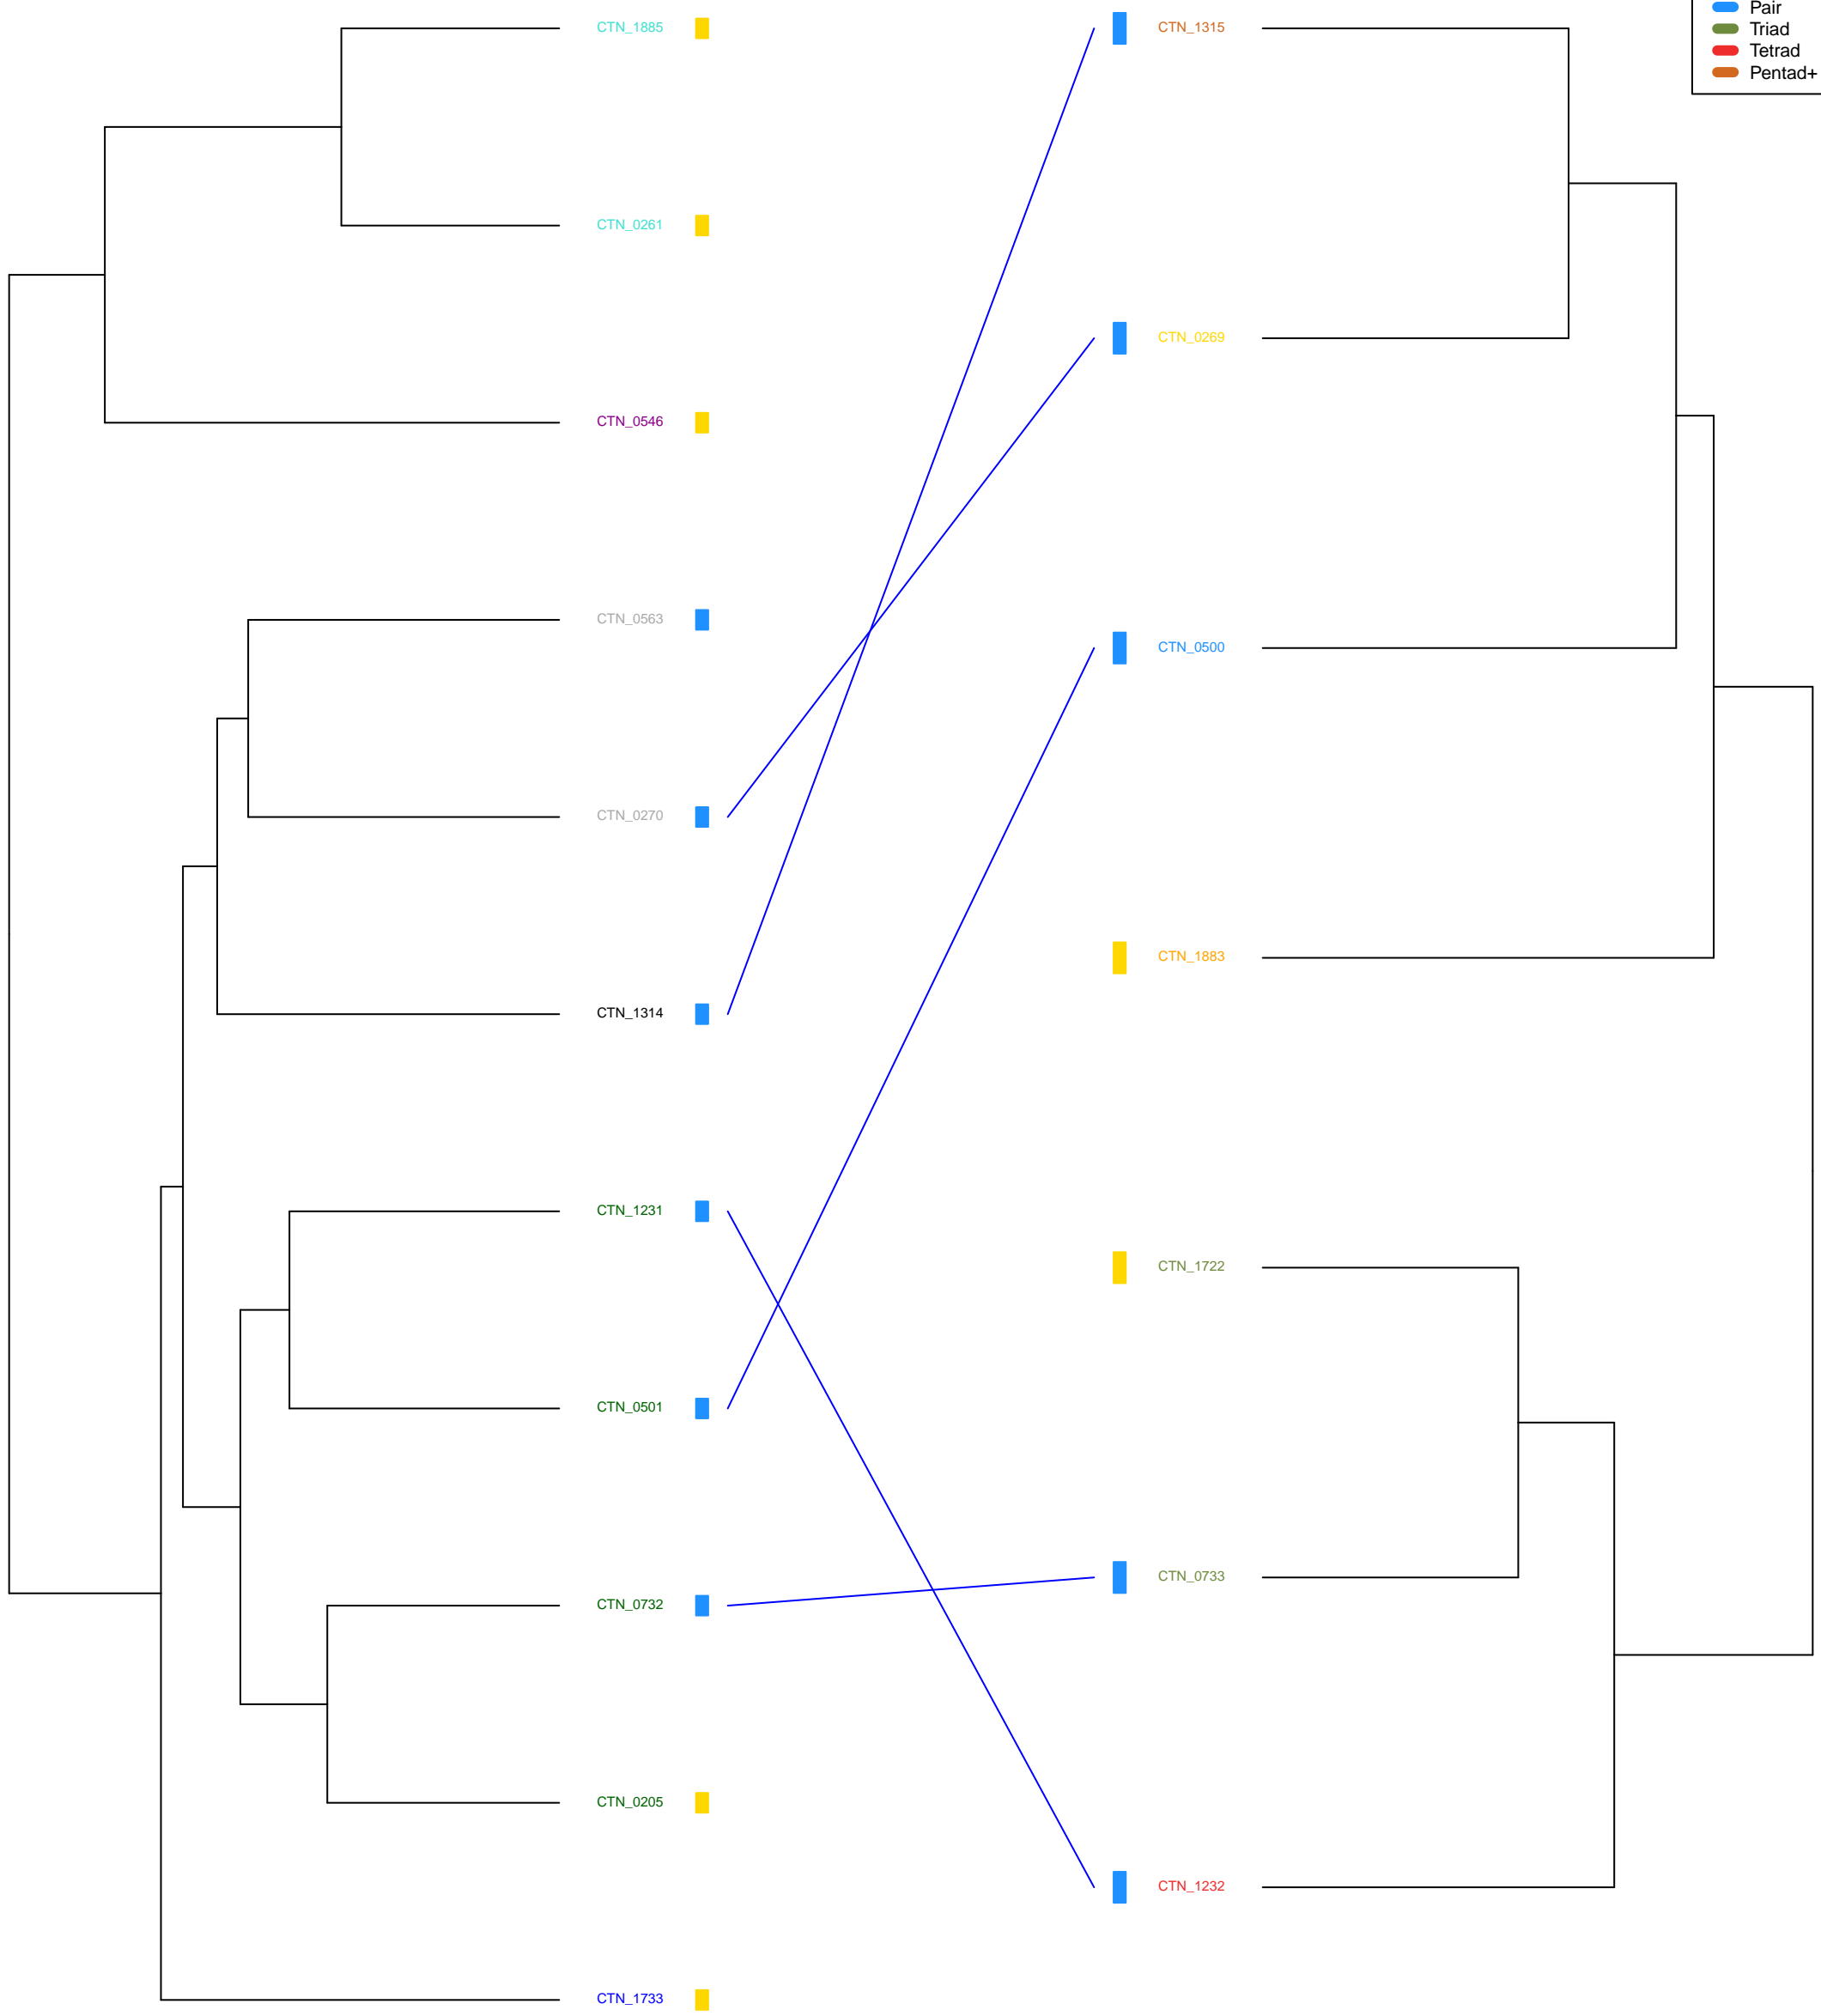 Pair
Triad
Tetrad
Pentad+
CTN_1885
CTN_0261
CTN_0546
CTN_0563
CTN_0270
CTN_1314
CTN_1231
CTN_0501
CTN_0732
CTN_0205
CTN_1733
CTN_1315
CTN_0269
CTN_0500
CTN_1883
CTN_1722
CTN_0733
CTN_1232